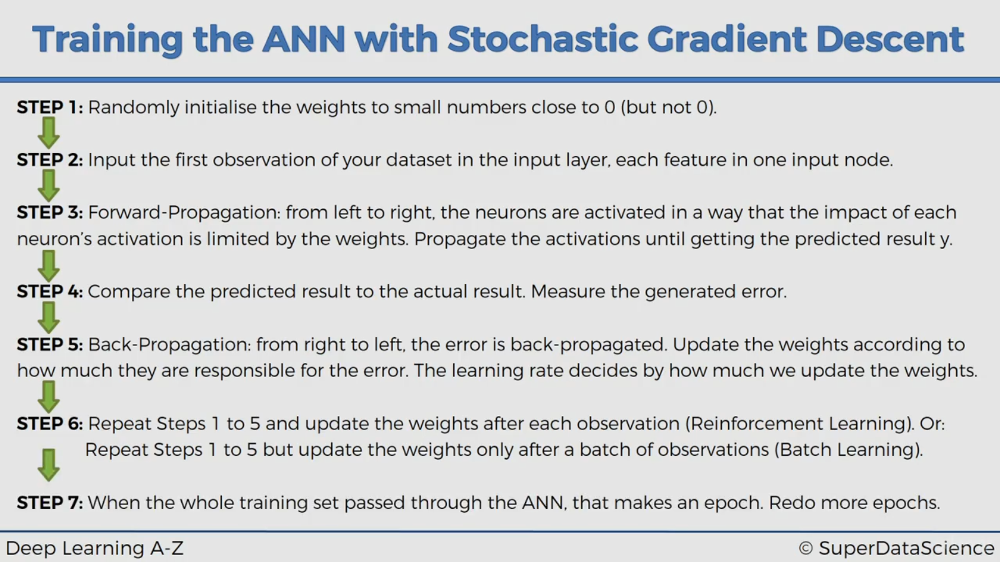 Training the ANN with Stochastic Gradient Descent
STEP 1: Randomly initialise the weights to small numbers close to 0 (but not 0).
STEP 2: Input the first observation of your dataset in the input layer, each feature in one input node.
STEP 3: Forward-Propagation: from left to right, the neurons are activated in a way that the impact of each
neuron's activation is limited by the weights. Propagate the activations until getting the predicted result y.
STEP 4: Compare the predicted result to the actual result. Measure the generated error.
STEP 5: Back-Propagation: from right to left, the error is back-propagated. Update the weights according to
how much they are responsible for the error. The learning rate decides by how much we update the weights.
STEP 6: Repeat Steps 1 to 5 and update the weights after each observation (Reinforcement Learning). Or:
Repeat Steps 1 to 5 but update the weights only after a batch of observations (Batch Learning).
STEP 7: When the whole training set passed through the ANN, that makes an epoch. Redo more epochs.
Deep Learning A-Z
© SuperDataScience